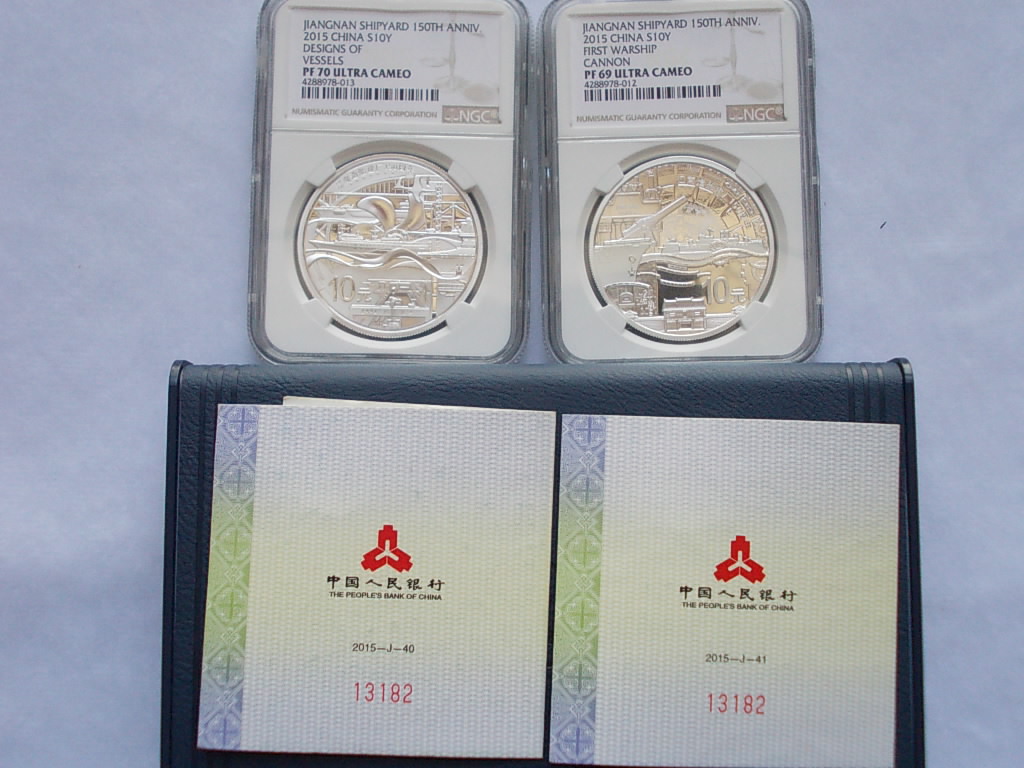 JIANGNAN SHIPYARD 150TH ANNIV.
2015 CHINA S10Y
DESIGNS OF
VESSELS
PF 70 ULTRA CAMEO
4288978-013
NUMISMATIC GUARANTY CORPORATION
NGC®
10
JIANGNAN SHIPYARD 150TH ANNIV.
2015 CHINA S10Y
FIRST WARSHIP
CANNON
PF 69 ULTRA CAMEO
4288978-012
NUMISMATIC GUARANTY CORPORATION
NGC®
10元
中国人民银行
THE PEOPLE'S BANK OF CHINA
2015-J-40
13182
中国人民银行
THE PEOPLE'S BANK OF CHINA
2015-J-41
13182